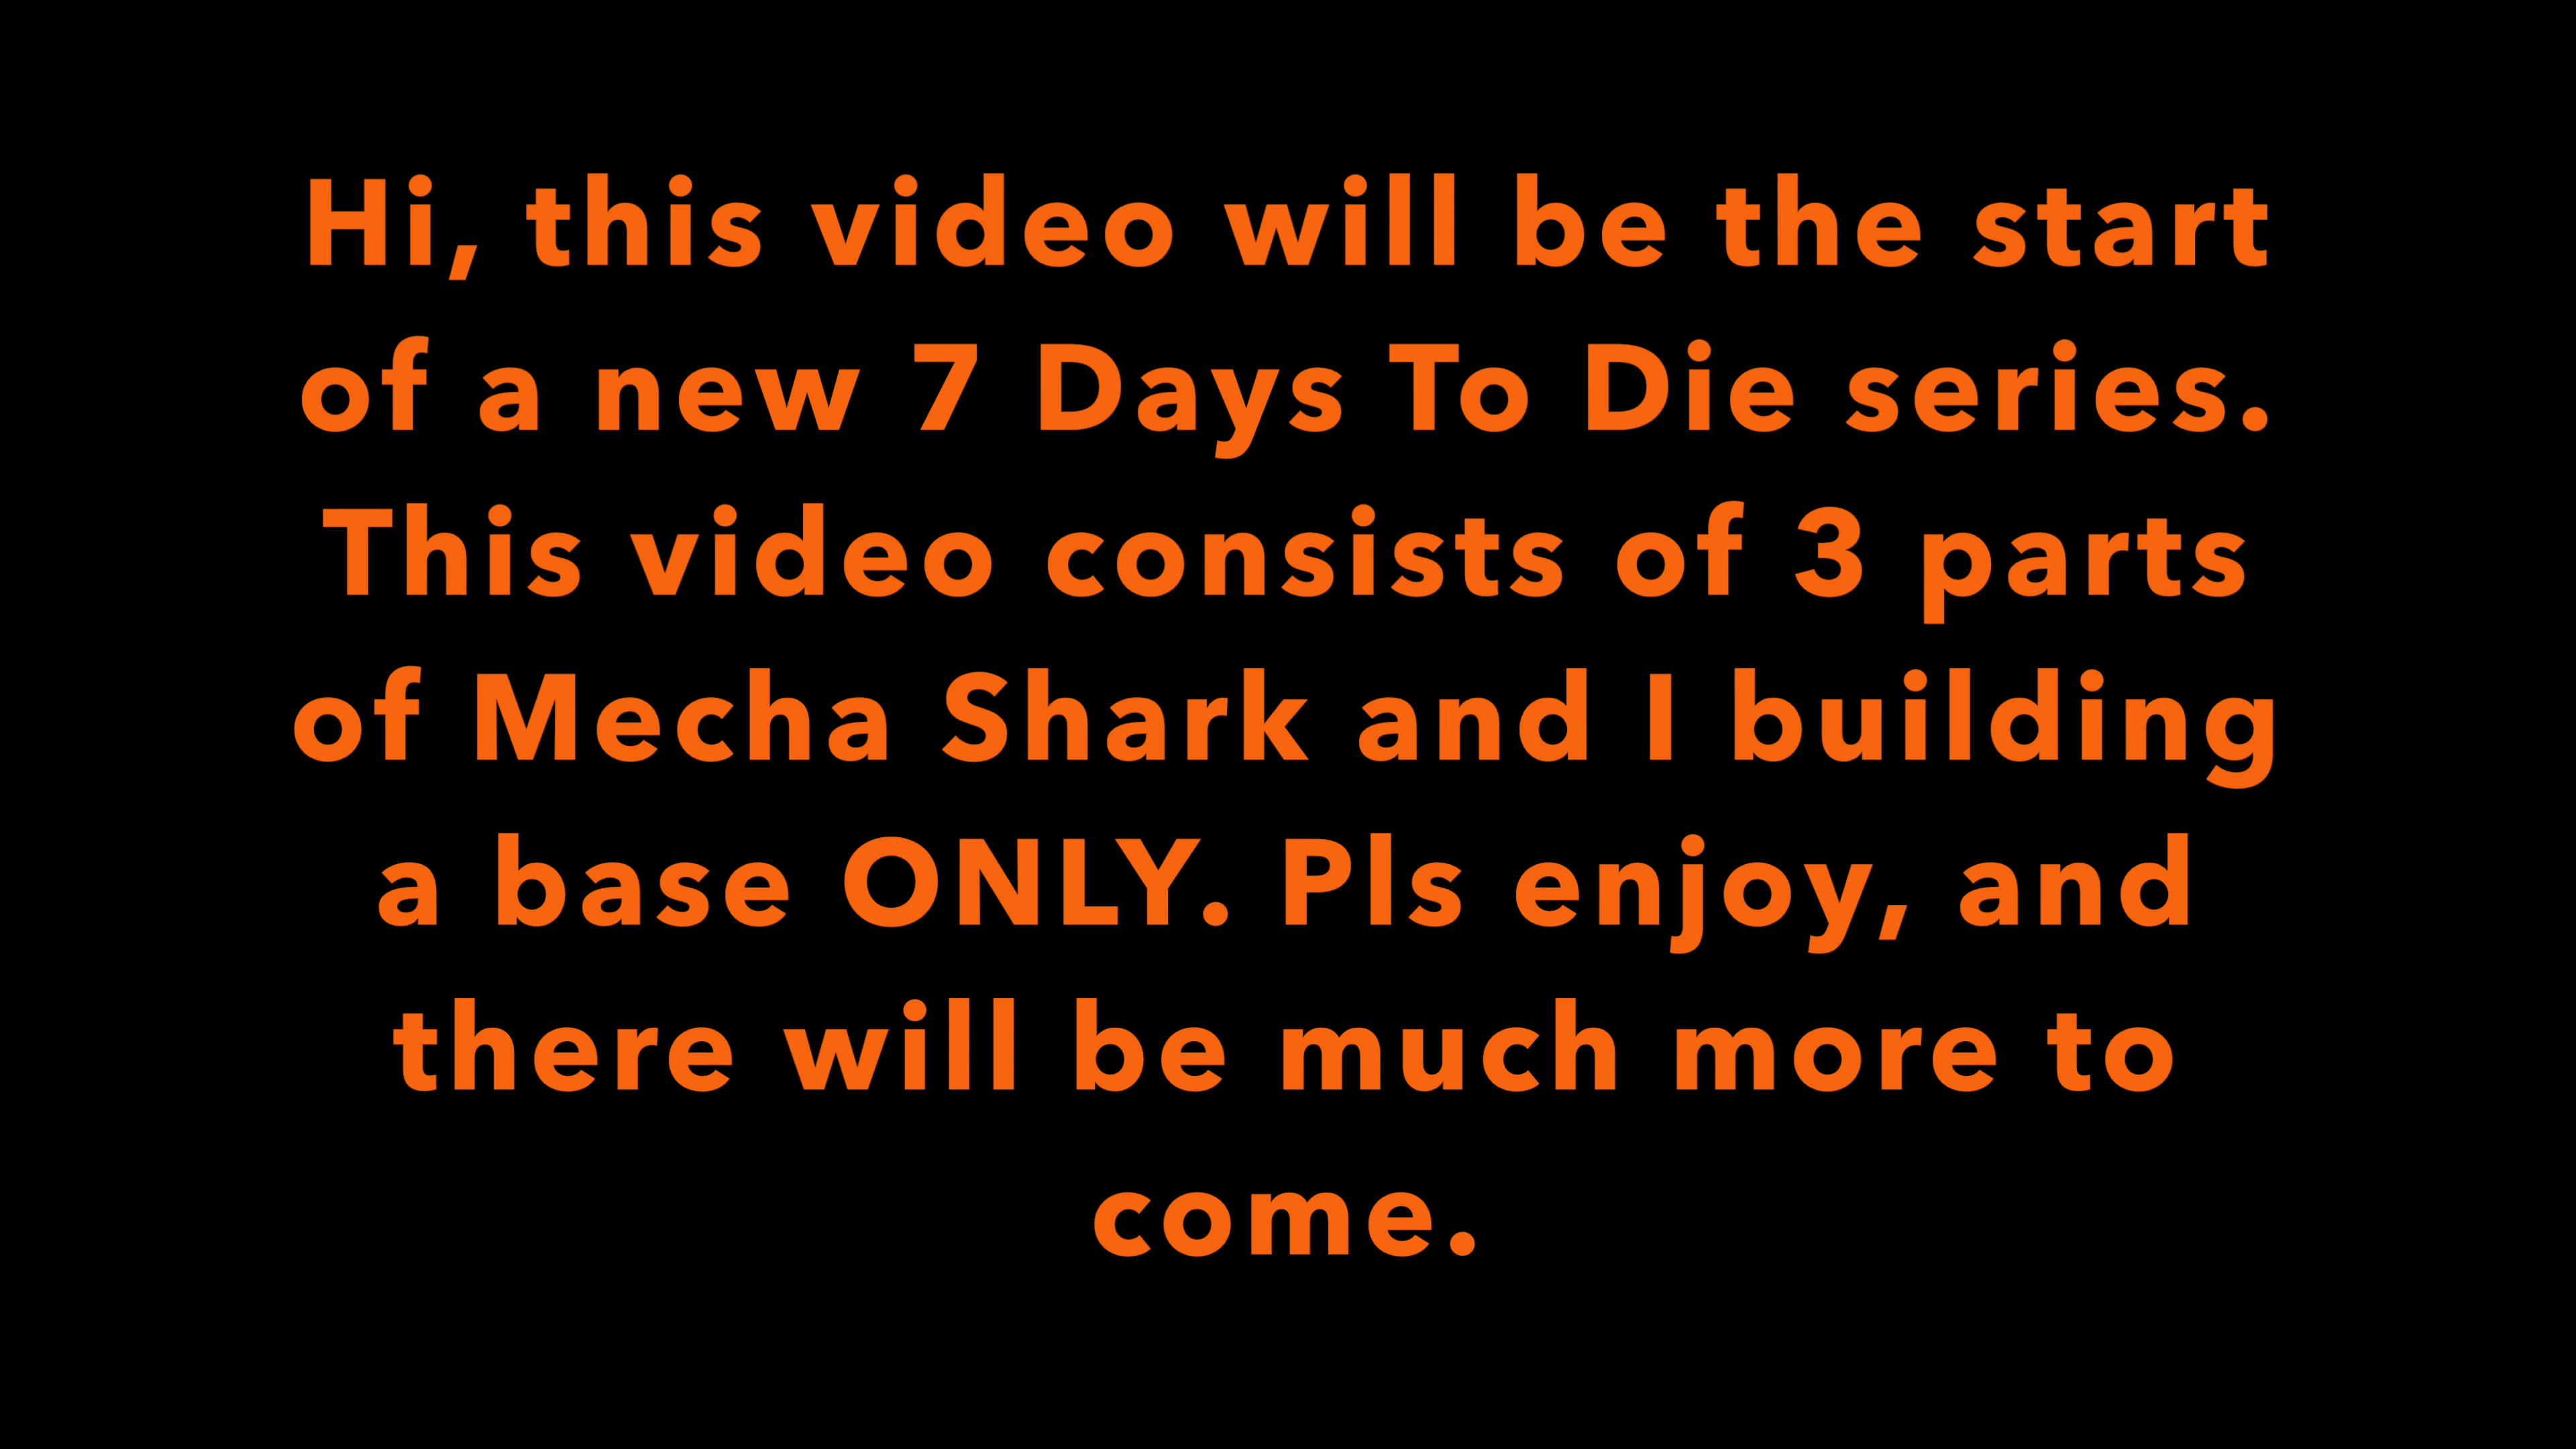 Hi, this video will be the start
of a new 7 Days To Die series.
This video consists of 3 parts
of Mecha Shark and I building
a base ONLY. Pls enjoy, and
there will be much more to
come.